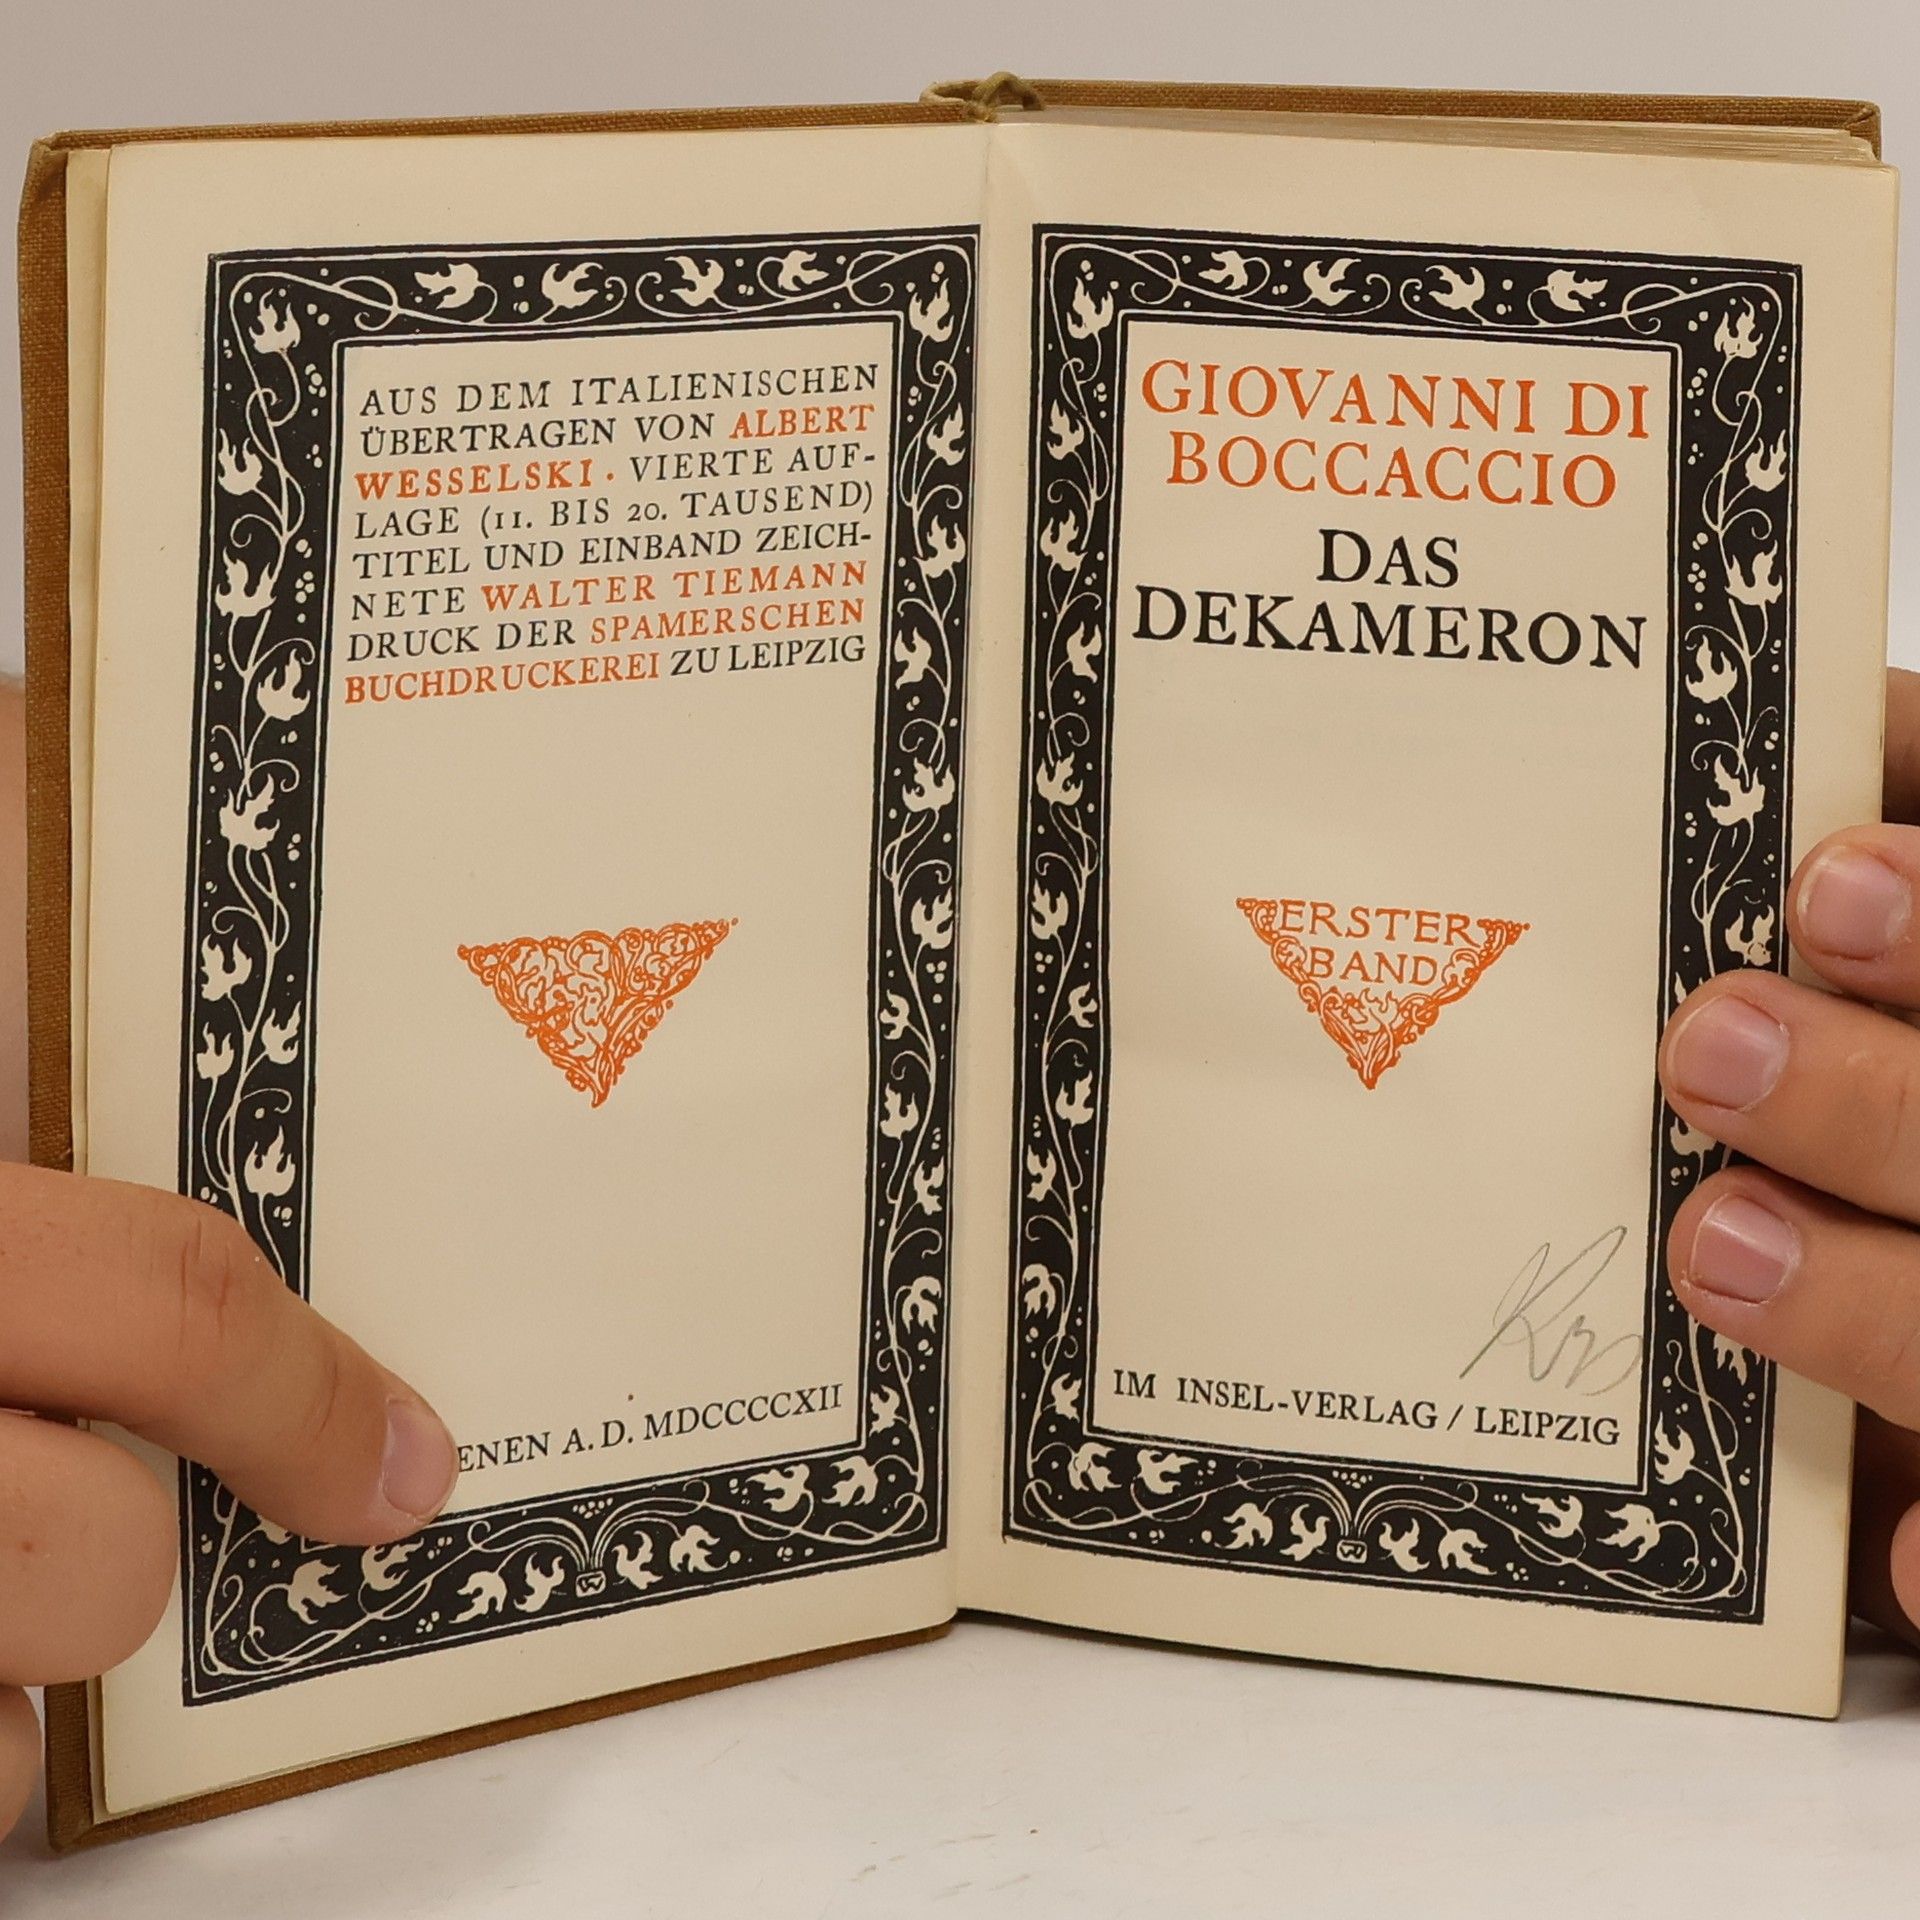 AUS DEM ITALIENISCHEN
ÜBERTRAGEN VON ALBERT
WESSELSKI · VIERTE AUF-
LAGE (11. BIS 20. TAUSEND)
TITEL UND EINBAND ZEICH-
NETE WALTER TIEMANN
DRUCK DER SPAMERSCHEN
BUCHDRUCKEREI ZU LEIPZIG
ENEN A. D. MDCCCCXII
W
GIOVANNI DI
BOCCACCIO
DAS
DEKAMERON
ERSTER
BAND
IM INSEL-VERLAG / LEIPZIG
W